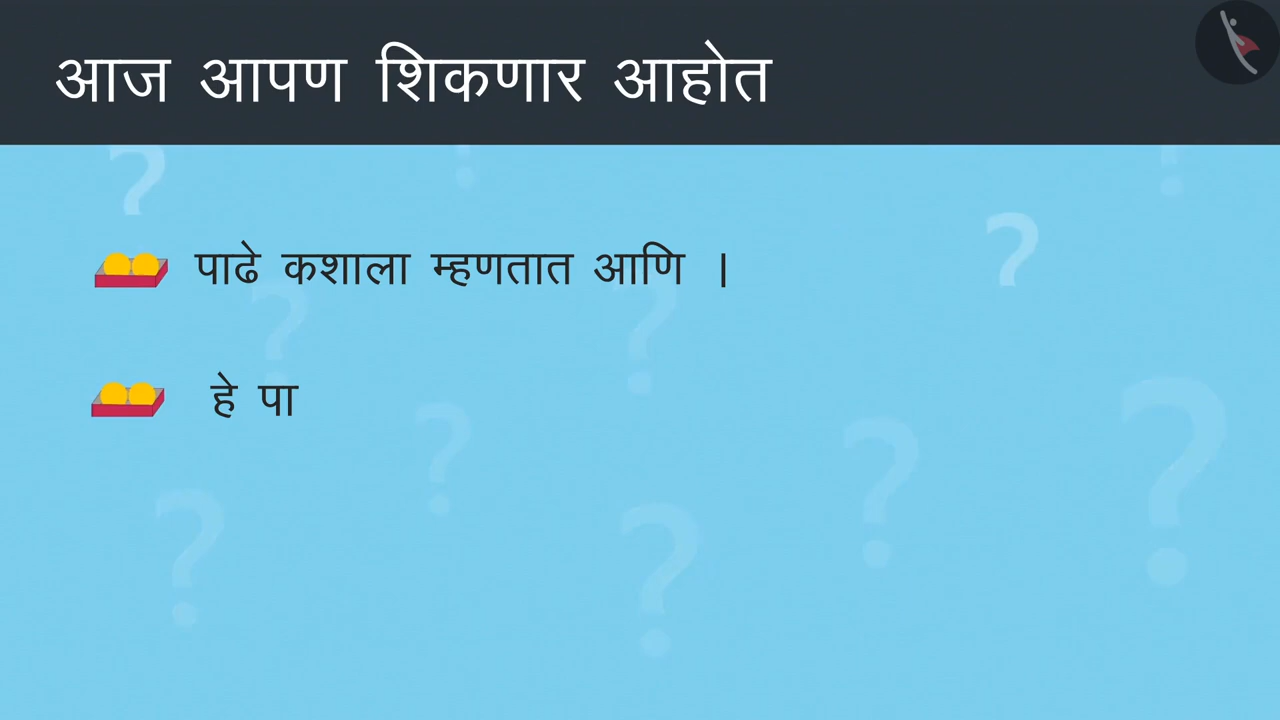 आज आपण शिकणार आहोत
पाढे कशाला म्हणतात आणि ।
हे पा